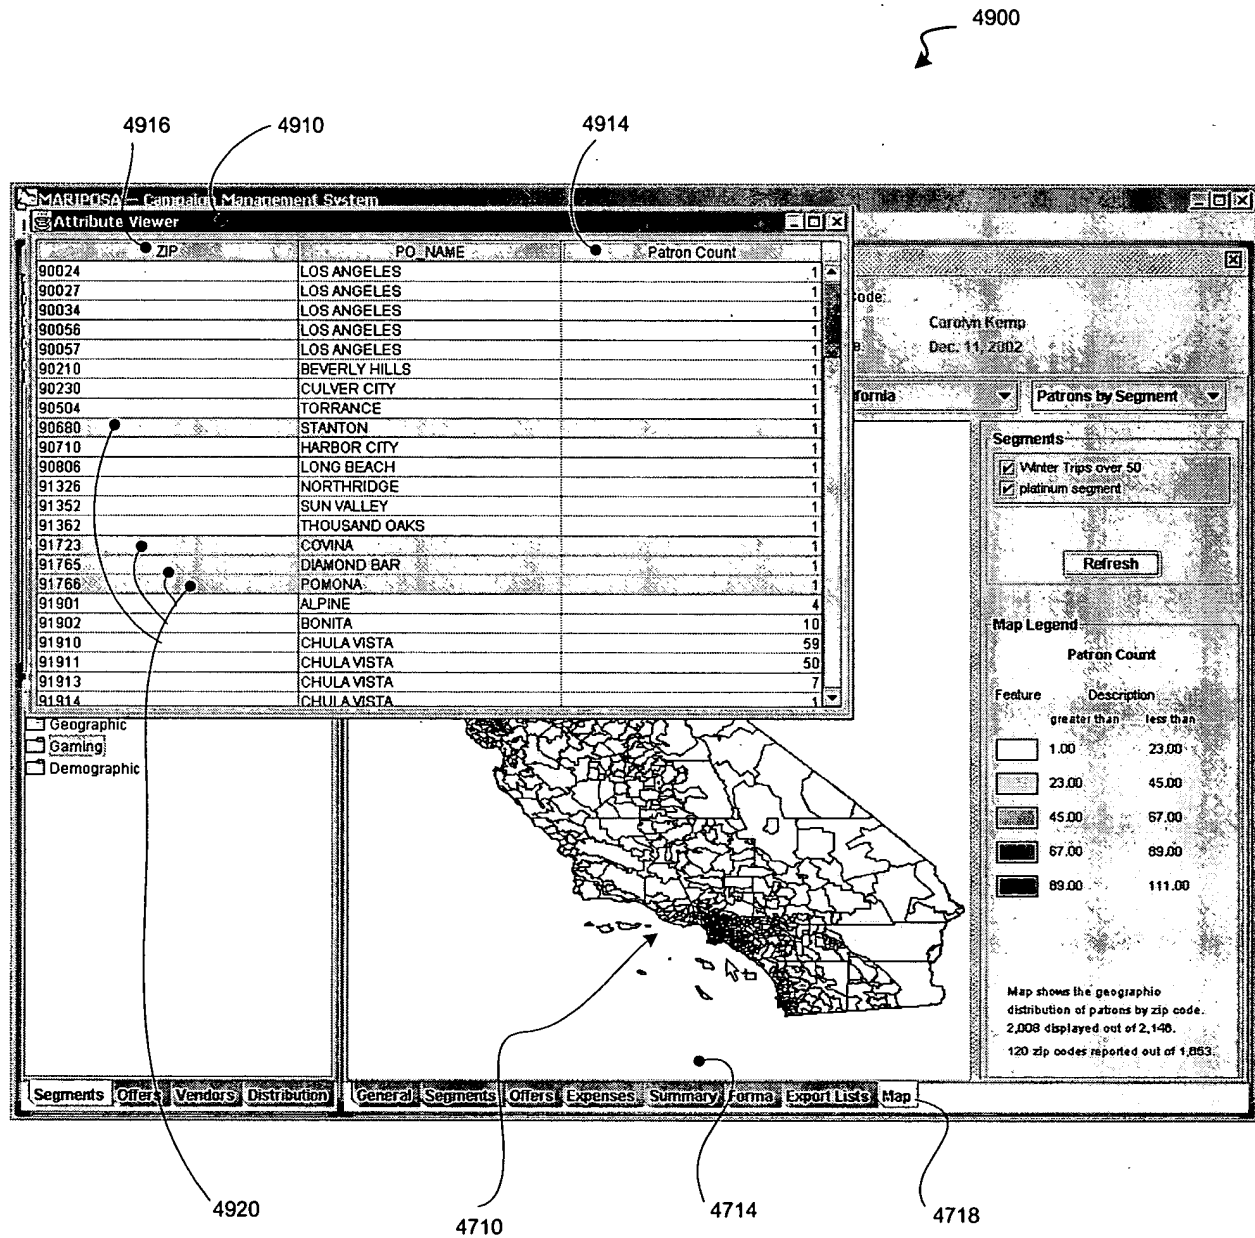 4900
4916
4910
4914
MARIPOSA — Campaign Management System
Attribute Viewer
ZIP PO_NAME Patron Count
90024 LOS ANGELES 1
90027 LOS ANGELES 1
90034 LOS ANGELES 1
90056 LOS ANGELES 1
90057 LOS ANGELES 1
90210 BEVERLY HILLS 1
90230 CULVER CITY 1
90504 TORRANCE 1
90680 STANTON 1
90710 HARBOR CITY 1
90806 LONG BEACH 1
91326 NORTHRIDGE 1
91352 SUN VALLEY 1
91362 THOUSAND OAKS 1
91723 COVINA 1
91765 DIAMOND BAR 1
91766 POMONA 1
91901 ALPINE 4
91902 BONITA 10
91910 CHULA VISTA 59
91911 CHULA VISTA 50
91913 CHULA VISTA 7
91914 CHULA VISTA 1
Code:
Carolyn Kemp
Dec. 11, 2002
fornia
Patrons by Segment
Segments
Winter Trips over 50
platinum segment
Refresh
Map Legend
Patron Count
Feature Description
greater than less than
1.00 23.00
23.00 45.00
45.00 67.00
67.00 89.00
89.00 111.00
Map shows the geographic
distribution of patrons by zip code.
2,008 displayed out of 2,146.
120 zip codes reported out of 1,853.
Geographic
Gaming
Demographic
Segments Offers Vendors Distribution
General Segments Offers Expenses Summary Forma Export Lists Map
4920
4710
4714
4718